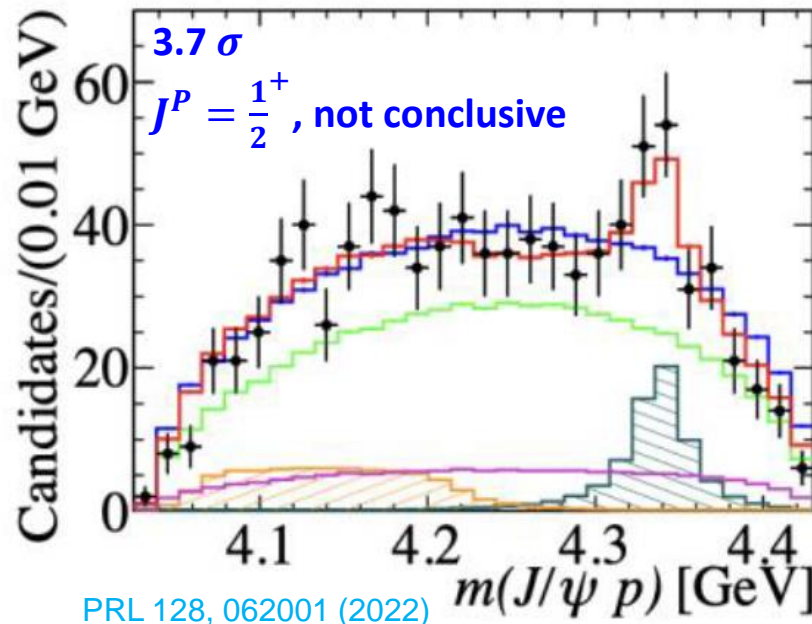 3.7 σ
J^P = 1/2^+, not conclusive
Candidates/(0.01 GeV)
60
40
20
0
4.1 4.2 4.3 4.4
m(J/ψ p) [GeV]
PRL 128, 062001 (2022)